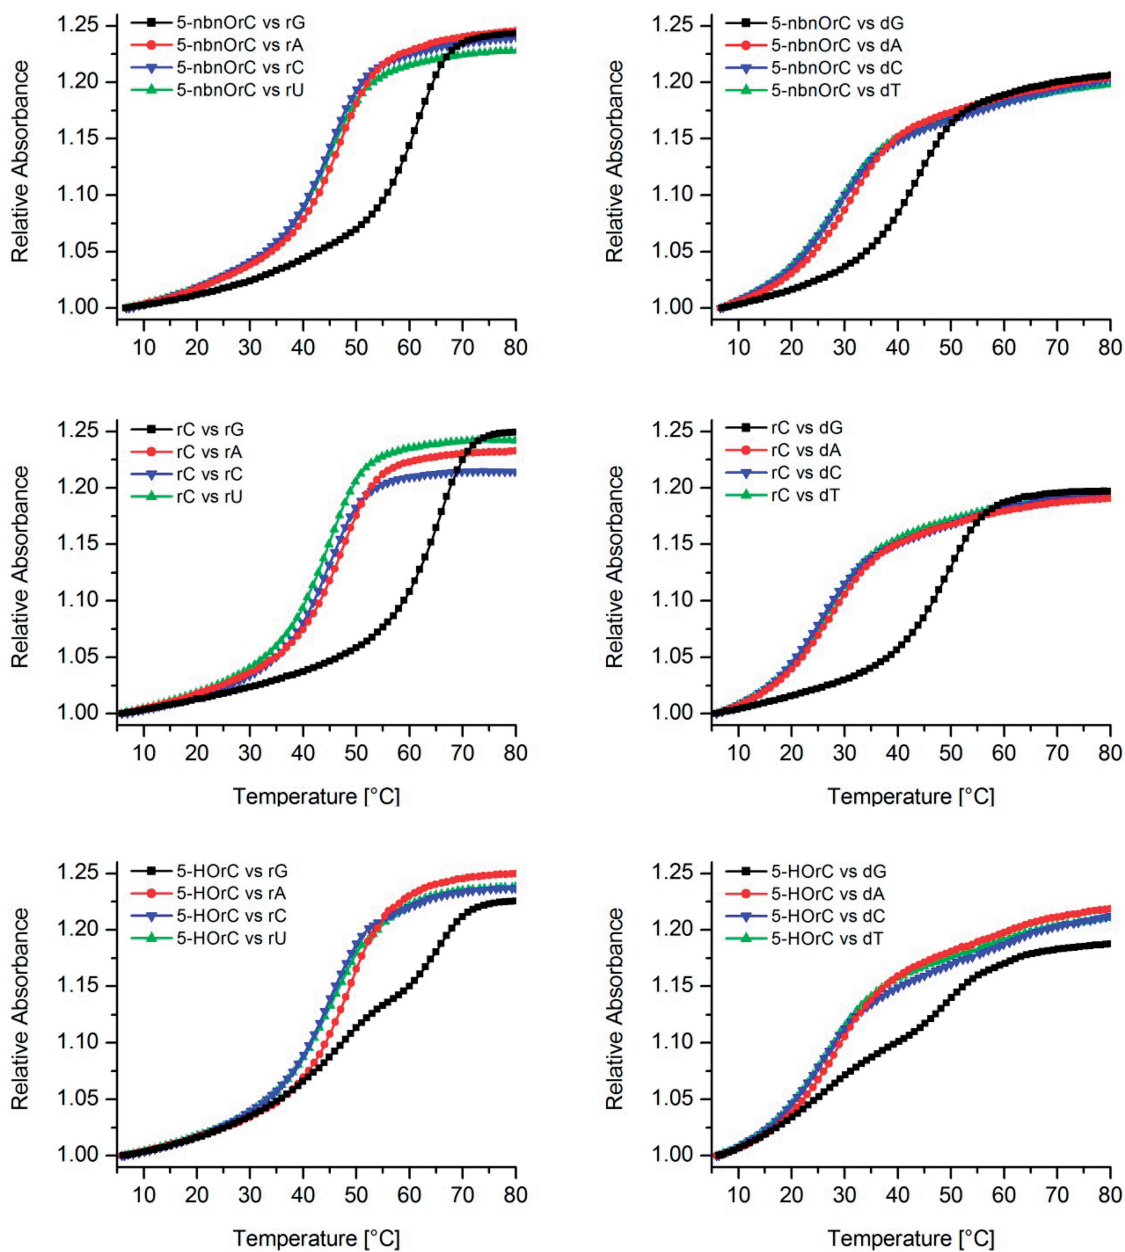 5-nbnOrC vs rG
5-nbnOrC vs rA
5-nbnOrC vs rC
5-nbnOrC vs rU
Relative Absorbance
1.25
1.20
1.15
1.10
1.05
1.00
10 20 30 40 50 60 70 80
5-nbnOrC vs dG
5-nbnOrC vs dA
5-nbnOrC vs dC
5-nbnOrC vs dT
Relative Absorbance
1.25
1.20
1.15
1.10
1.05
1.00
10 20 30 40 50 60 70 80
rC vs rG
rC vs rA
rC vs rC
rC vs rU
Relative Absorbance
1.25
1.20
1.15
1.10
1.05
1.00
10 20 30 40 50 60 70 80
Temperature [°C]
rC vs dG
rC vs dA
rC vs dC
rC vs dT
Relative Absorbance
1.25
1.20
1.15
1.10
1.05
1.00
10 20 30 40 50 60 70 80
Temperature [°C]
5-HOrC vs rG
5-HOrC vs rA
5-HOrC vs rC
5-HOrC vs rU
Relative Absorbance
1.25
1.20
1.15
1.10
1.05
1.00
10 20 30 40 50 60 70 80
Temperature [°C]
5-HOrC vs dG
5-HOrC vs dA
5-HOrC vs dC
5-HOrC vs dT
Relative Absorbance
1.25
1.20
1.15
1.10
1.05
1.00
10 20 30 40 50 60 70 80
Temperature [°C]